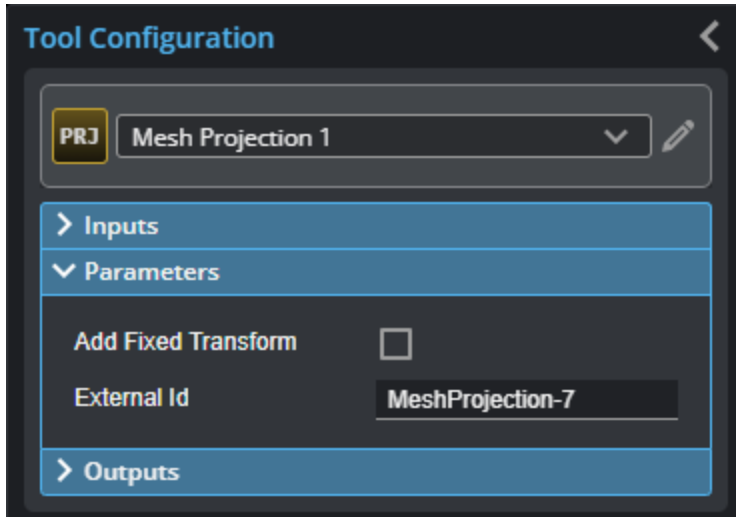 Tool Configuration
PRJ Mesh Projection 1
Inputs
Parameters
Add Fixed Transform
External Id MeshProjection-7
Outputs